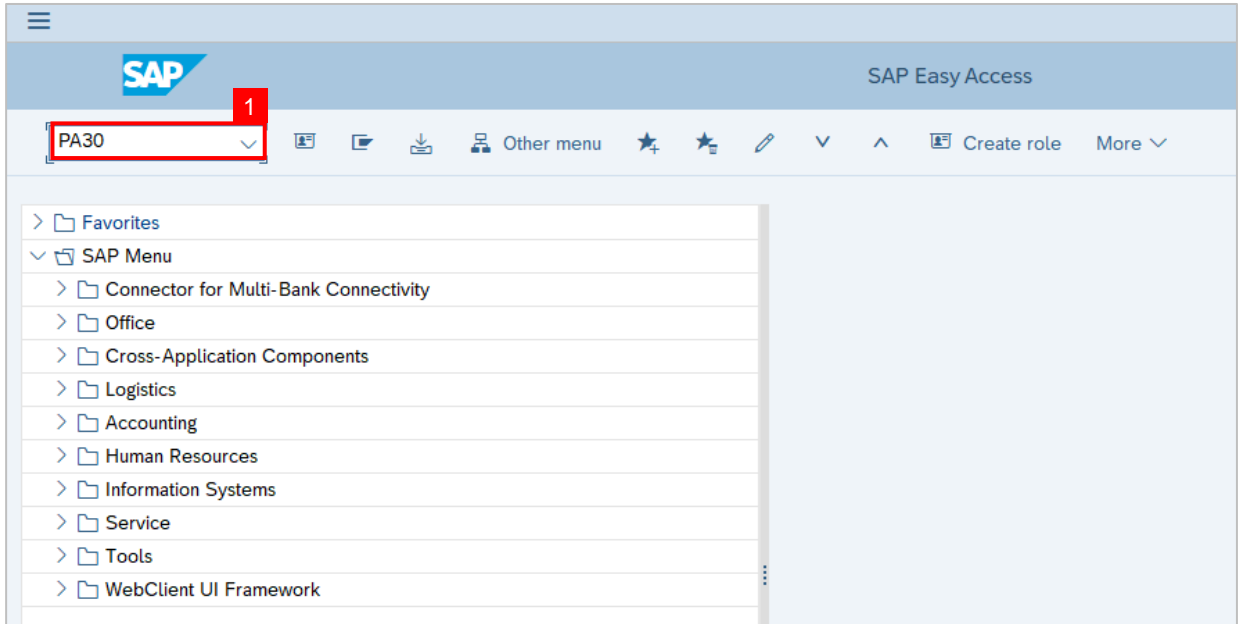 SAP
SAP Easy Access
1
PA30 Other menu Create role More
Favorites
SAP Menu
Connector for Multi-Bank Connectivity
Office
Cross-Application Components
Logistics
Accounting
Human Resources
Information Systems
Service
Tools
WebClient UI Framework